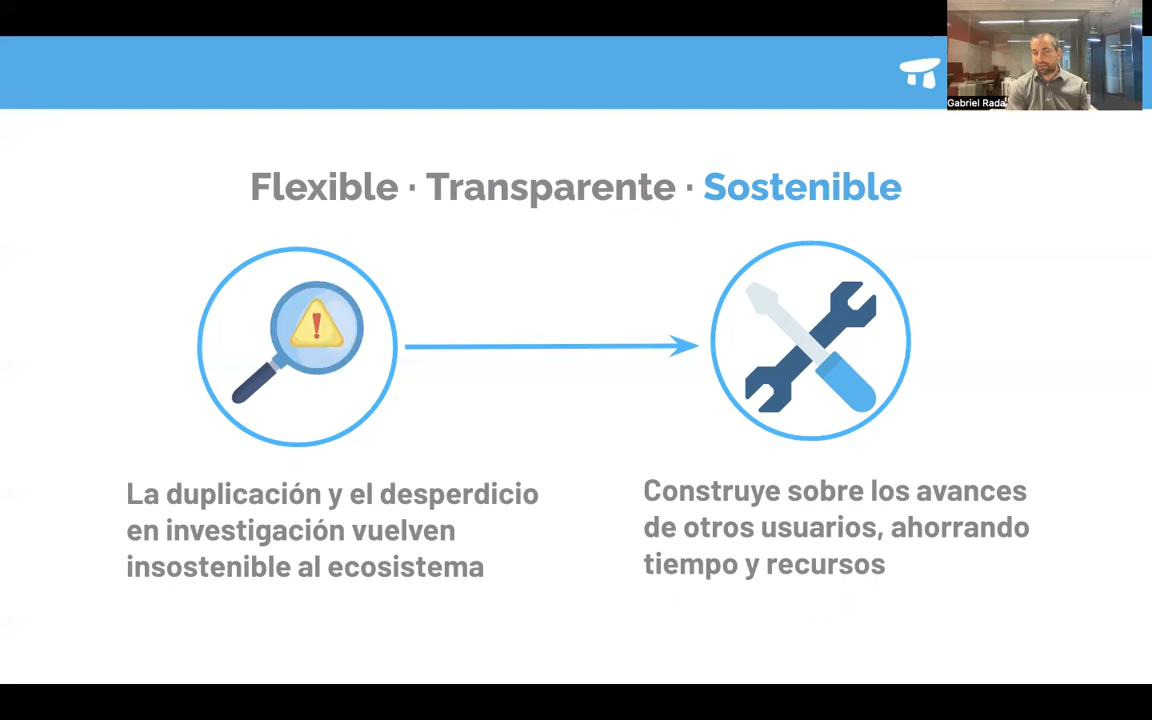 Gabriel Rada
Flexible · Transparente · Sostenible
La duplicación y el desperdicio
en investigación vuelven
insostenible al ecosistema
Construye sobre los avances
de otros usuarios, ahorrando
tiempo y recursos